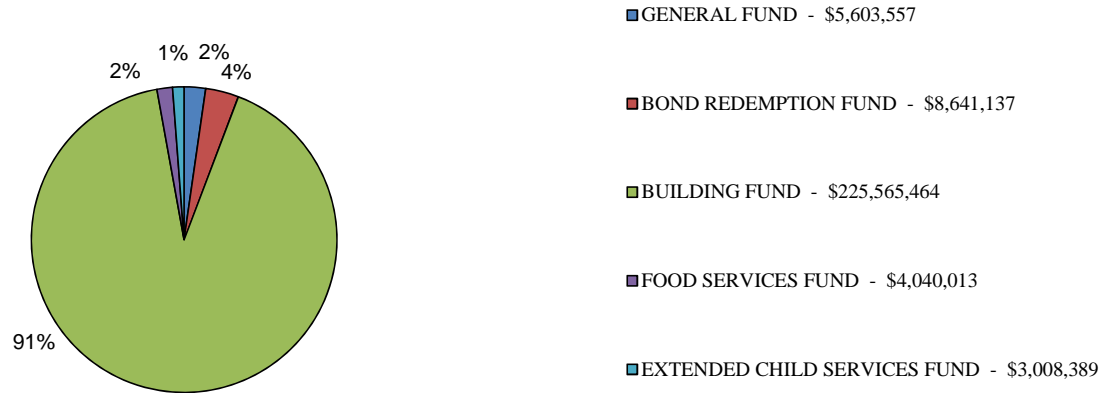 GENERAL FUND - $5,603,557
1% 2%
2%
4%
BOND REDEMPTION FUND - $8,641,137
BUILDING FUND - $225,565,464
FOOD SERVICES FUND - $4,040,013
91%
EXTENDED CHILD SERVICES FUND - $3,008,389